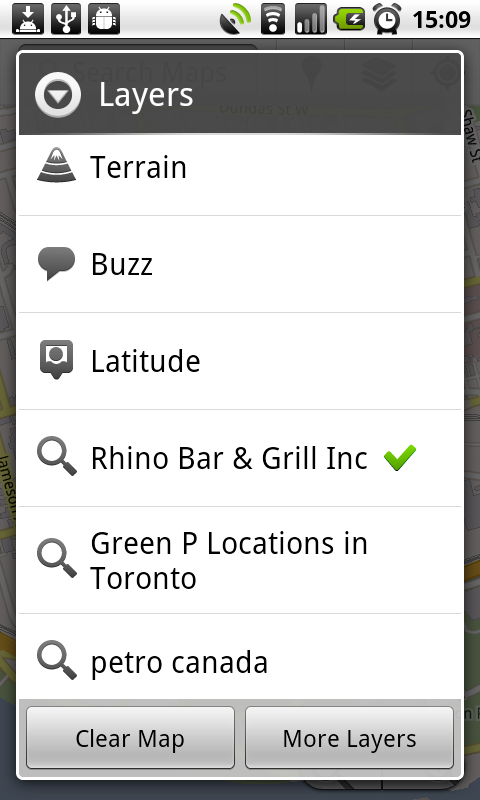 15:09
Search Maps
Dundas St W
Shaw St
Layers
Terrain
Buzz
Latitude
Rhino Bar & Grill Inc
Jameson
Green P Locations in
Toronto
petro canada
Clear Map
More Layers